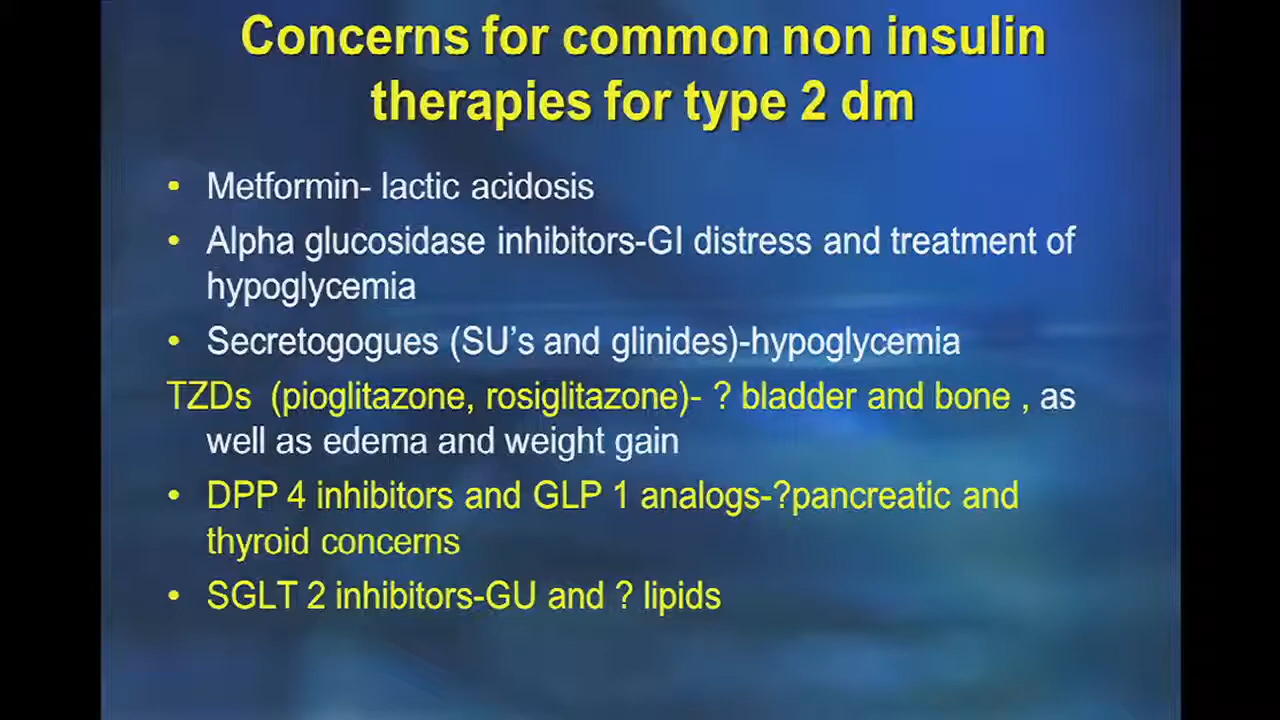 Concerns for common non insulin
therapies for type 2 dm
• Metformin- lactic acidosis
• Alpha glucosidase inhibitors-GI distress and treatment of
hypoglycemia
• Secretogogues (SU’s and glinides)-hypoglycemia
TZDs (pioglitazone, rosiglitazone)- ? bladder and bone , as
well as edema and weight gain
• DPP 4 inhibitors and GLP 1 analogs-?pancreatic and
thyroid concerns
• SGLT 2 inhibitors-GU and ? lipids